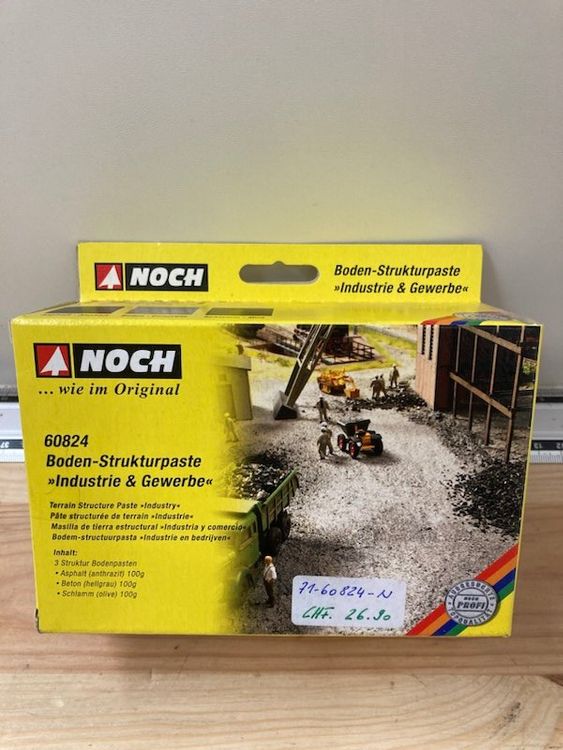 NOCH
Boden-Strukturpaste
»Industrie & Gewerbe«
NOCH
... wie im Original
60824
Boden-Strukturpaste
»Industrie & Gewerbe«
Terrain Structure Paste »Industry«
Pâte structurée de terrain »Industrie«
Masilla de tierra estructural »Industria y comercio«
Bodem-structuurpasta »Industrie en bedrijven«
Inhalt:
3 Struktur Bodenpasten
• Asphalt (anthrazit) 100g
• Beton (hellgrau) 100g
• Schlamm (olive) 100g
71-60824-N
CHF. 26.90
NOCH
PROFI